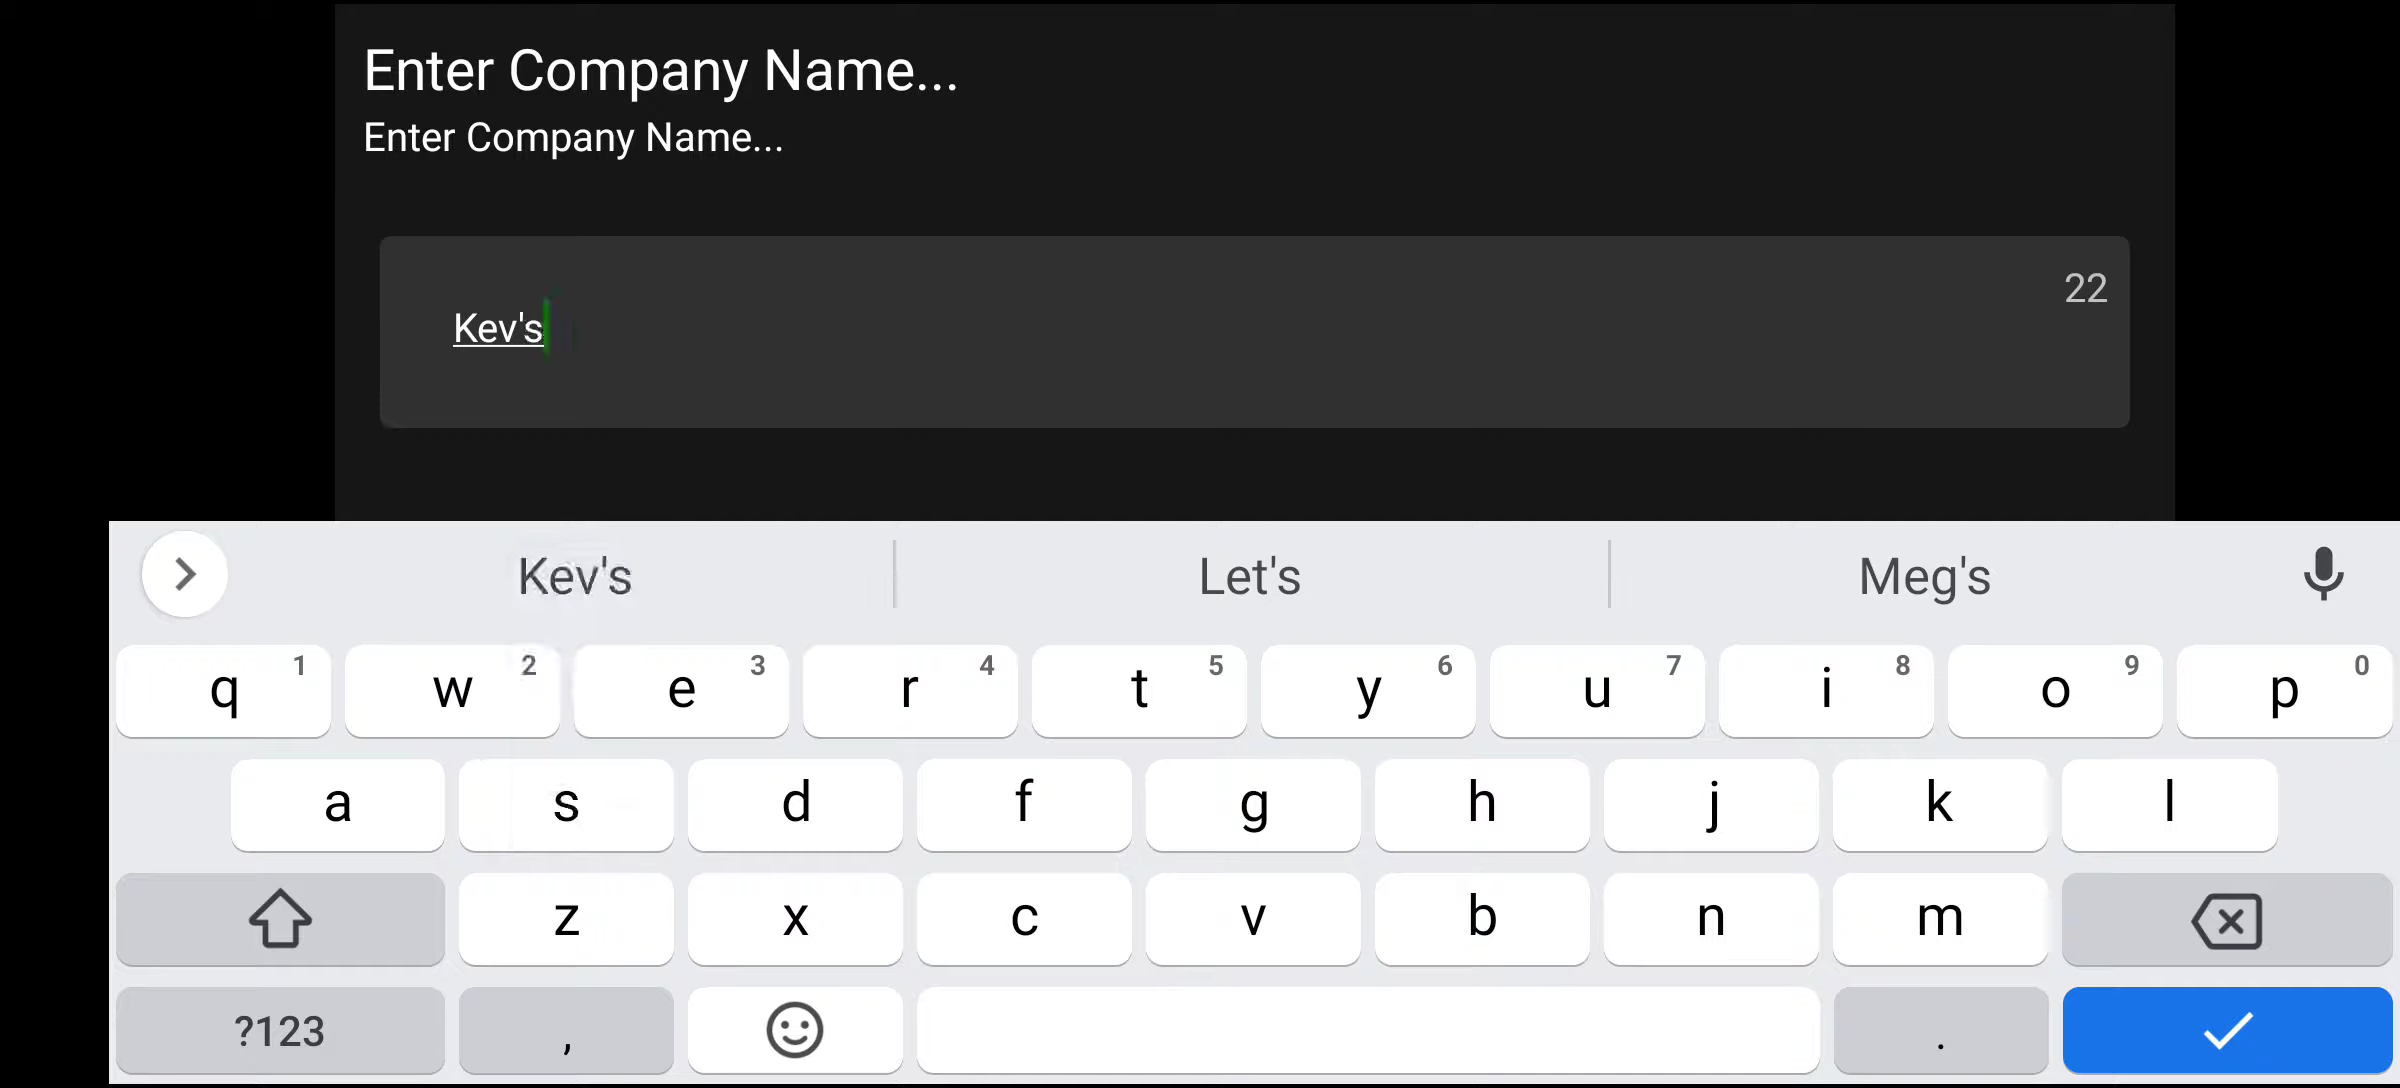 Enter Company Name...
Enter Company Name...
22
Kev's
Kev's Let's Meg's
q 1 w 2 e 3 r 4 t 5 y 6 u 7 i 8 o 9 p 0
a s d f g h j k l
z x c v b n m
?123 , .